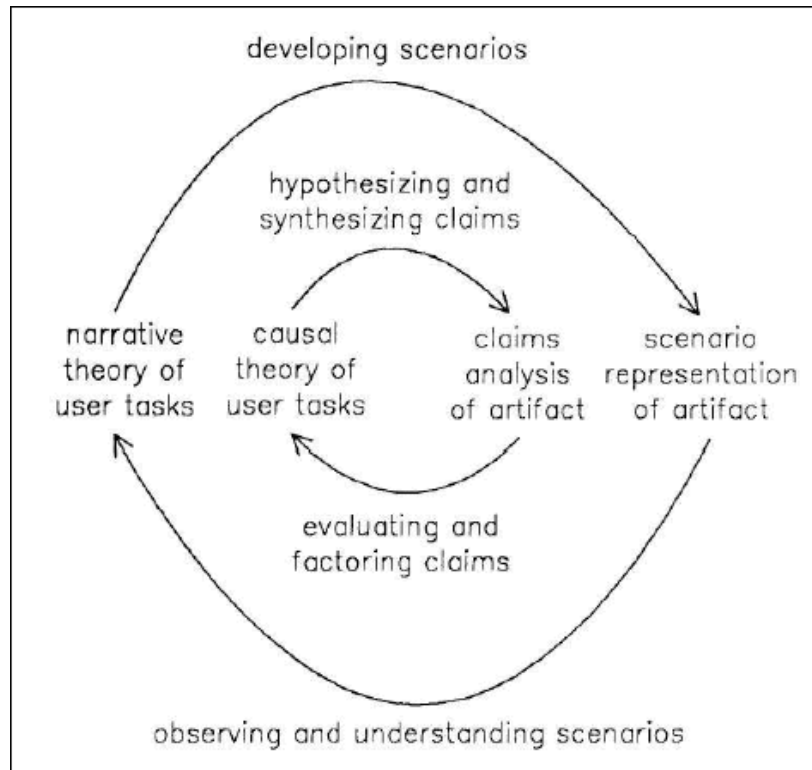 developing scenarios
hypothesizing and
synthesizing claims
narrative
theory of
user tasks
causal
theory of
user tasks
claims
analysis
of artifact
scenario
representation
of artifact
evaluating and
factoring claims
observing and understanding scenarios